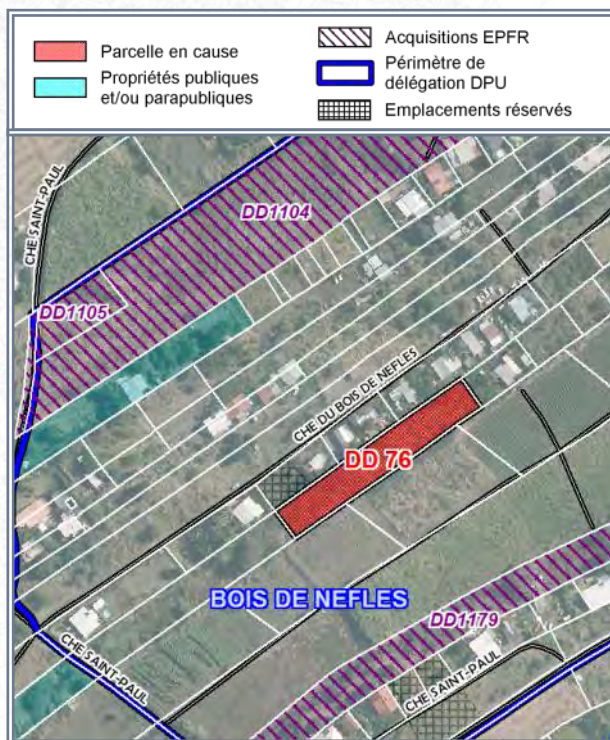 Parcelle en cause
Propriétés publiques
et/ou parapubliques
Acquisitions EPFR
Périmètre de
délégation DPU
Emplacements réservés
CHE SAINT-PAUL
DD1104
DD1105
CHE DU BOIS DE NEFLES
DD 76
BOIS DE NEFLES
DD1179
CHE SAINT-PAUL
CHE SAINT-PAUL